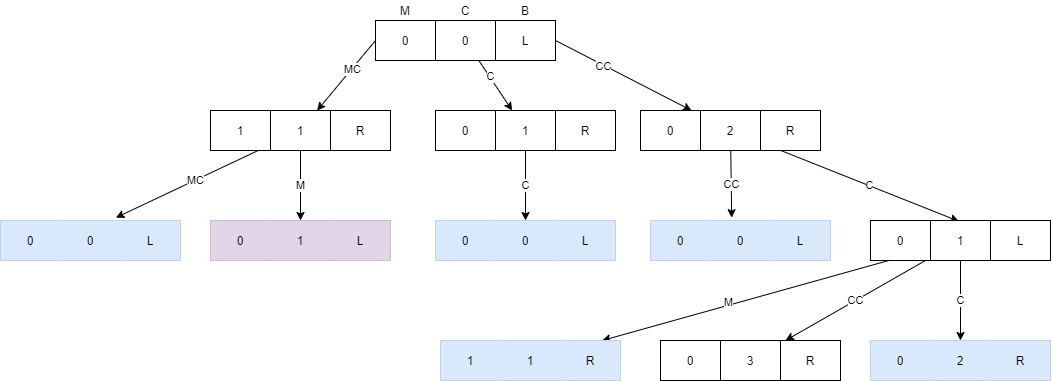 M C B
0 0 L
MC C CC
1 1 R 0 1 R 0 2 R
MC M C CC C
0 0 L 0 1 L 0 0 L 0 0 L 0 1 L
M CC C
1 1 R 0 3 R 0 2 R